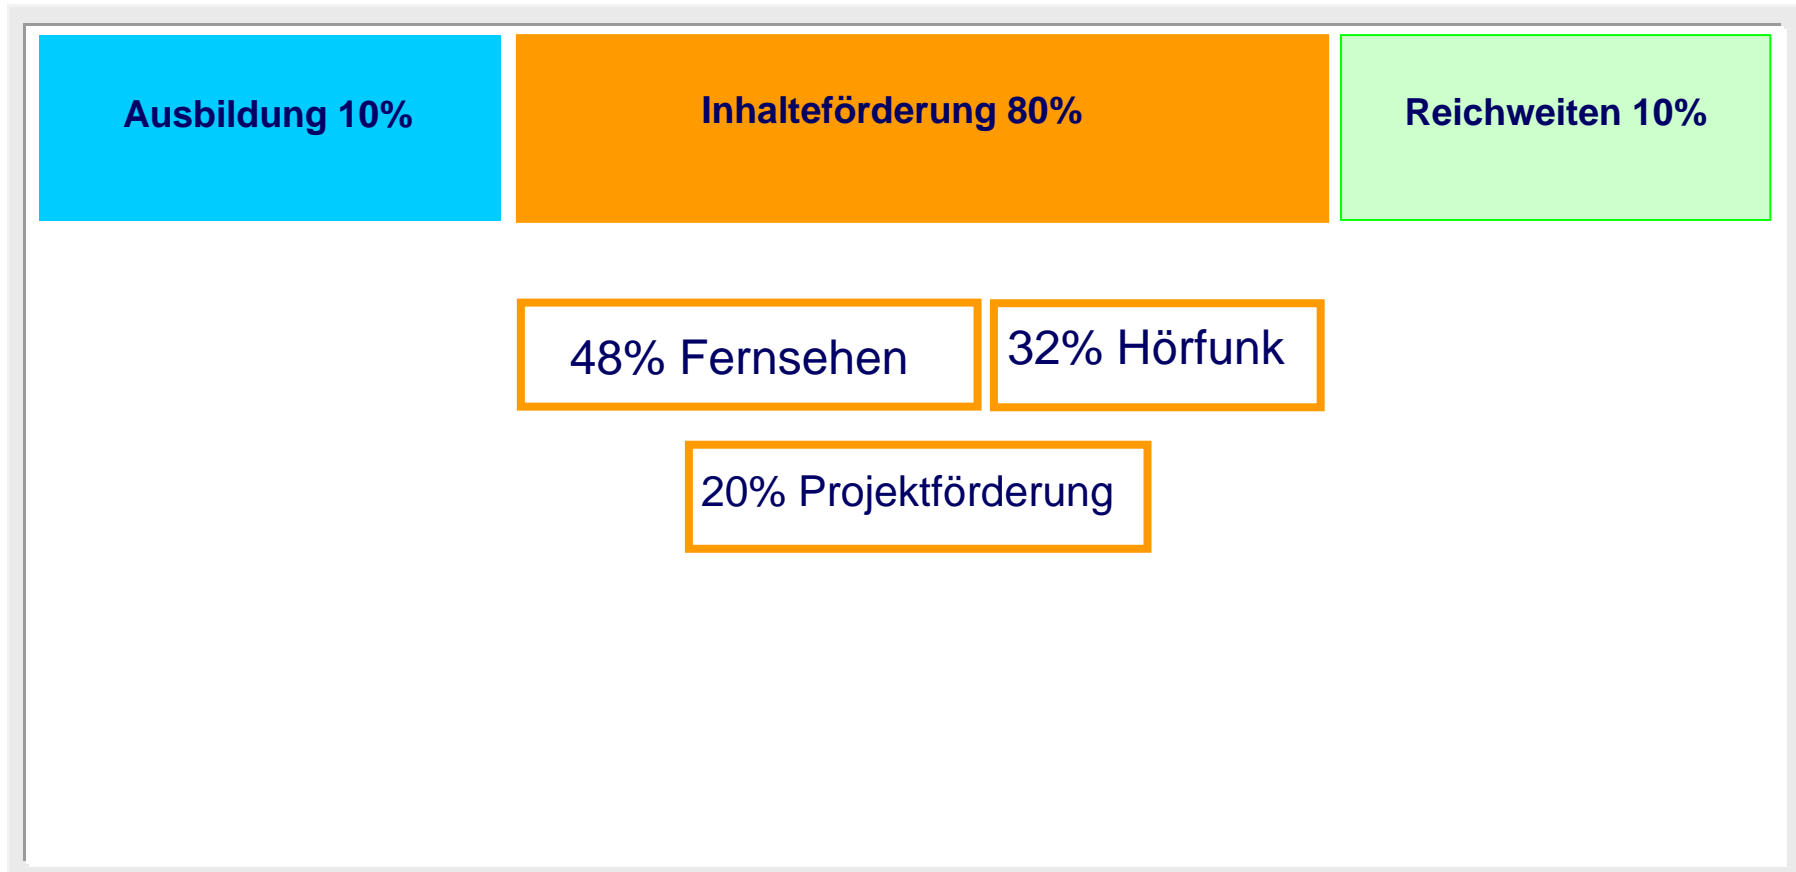 Ausbildung 10%
Inhalteförderung 80%
Reichweiten 10%
48% Fernsehen
32% Hörfunk
20% Projektförderung